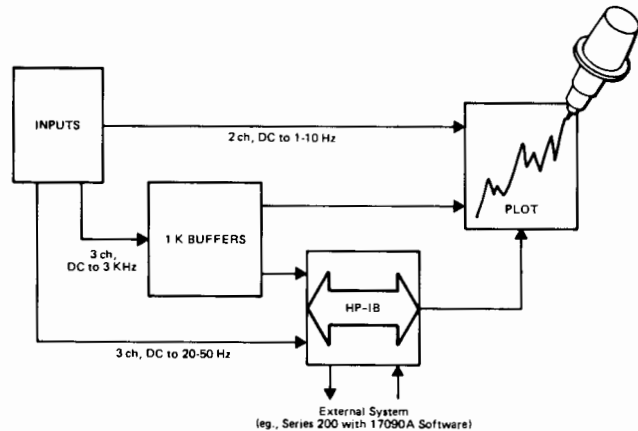 INPUTS
2 ch, DC to 1-10 Hz
PLOT
1 K BUFFERS
3 ch,
DC to 3 KHz
HP-IB
3 ch, DC to 20-50 Hz
External System
(eg., Series 200 with 17090A Software)